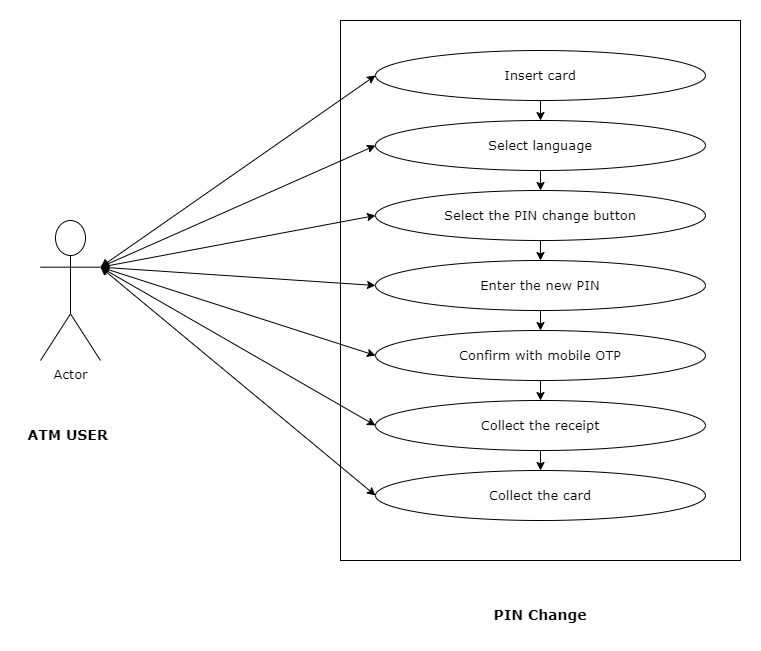 Insert card
Select language
Select the PIN change button
Enter the new PIN
Confirm with mobile OTP
Collect the receipt
Collect the card
Actor
ATM USER
PIN Change